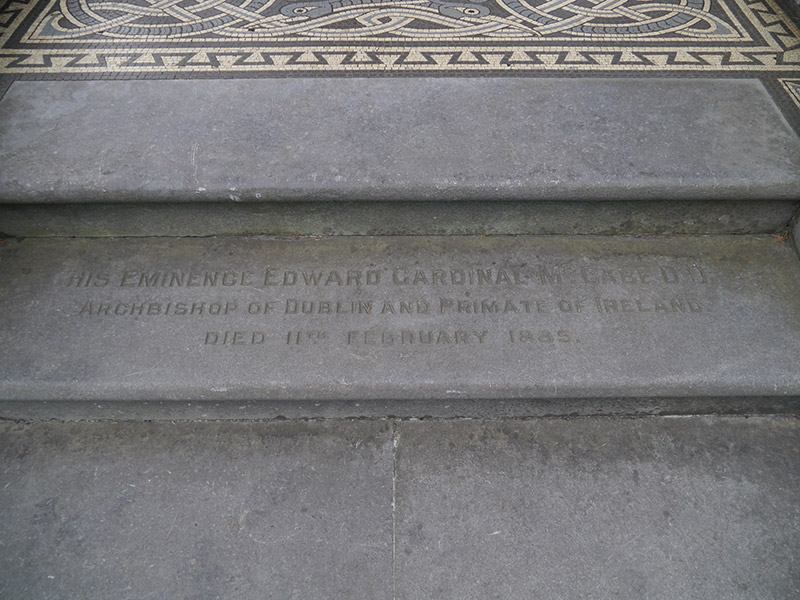 HIS EMINENCE EDWARD CARDINAL MCCABE D.D.
ARCHBISHOP OF DUBLIN AND PRIMATE OF IRELAND
DIED 11TH FEBRUARY 1885.